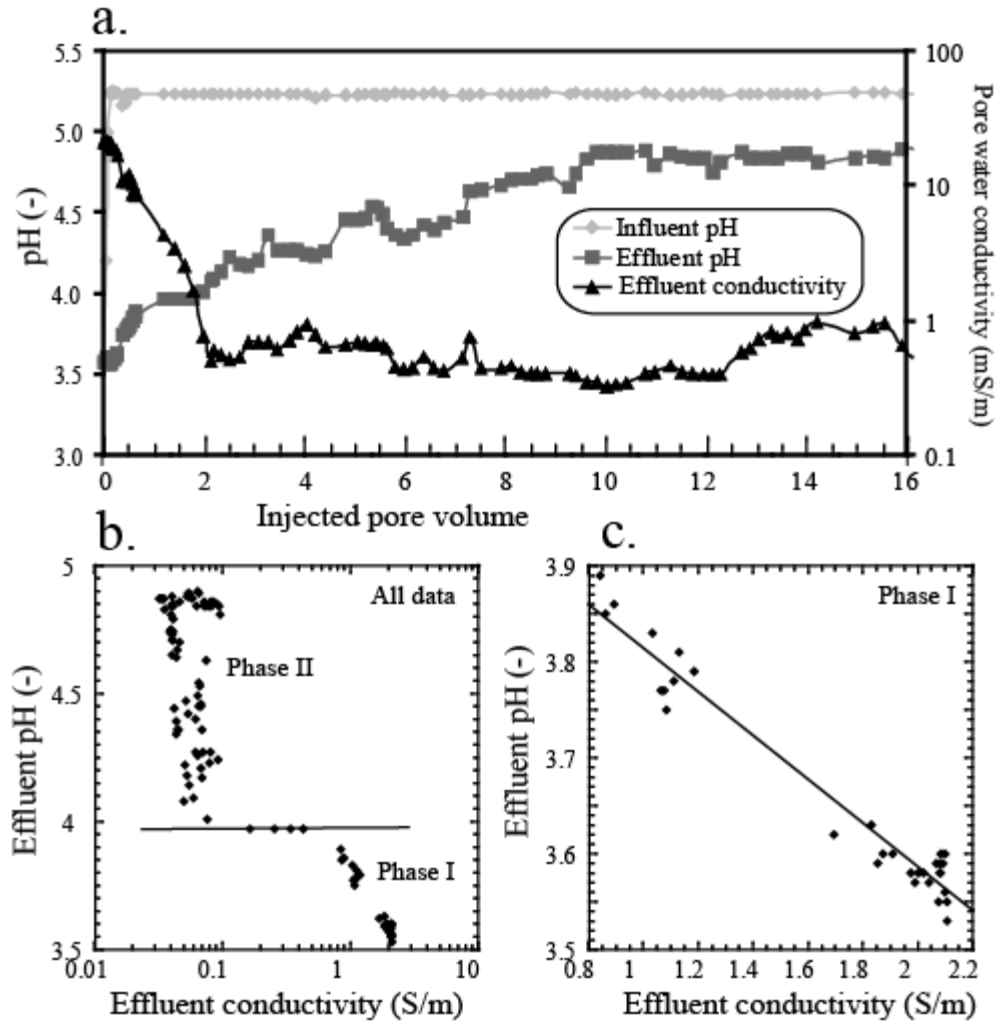 a.
5.5
5.0
4.5
4.0
3.5
3.0
pH (-)
100
10
1
0.1
Pore water conductivity (mS/m)
Influent pH
Effluent pH
Effluent conductivity
0 2 4 6 8 10 12 14 16
Injected pore volume
b.
5
4.5
4
3.5
Effluent pH (-)
All data
Phase II
Phase I
0.01 0.1 1 10
Effluent conductivity (S/m)
c.
3.9
3.8
3.7
3.6
3.5
Effluent pH (-)
Phase I
0.8 1 1.2 1.4 1.6 1.8 2 2.2
Effluent conductivity (S/m)